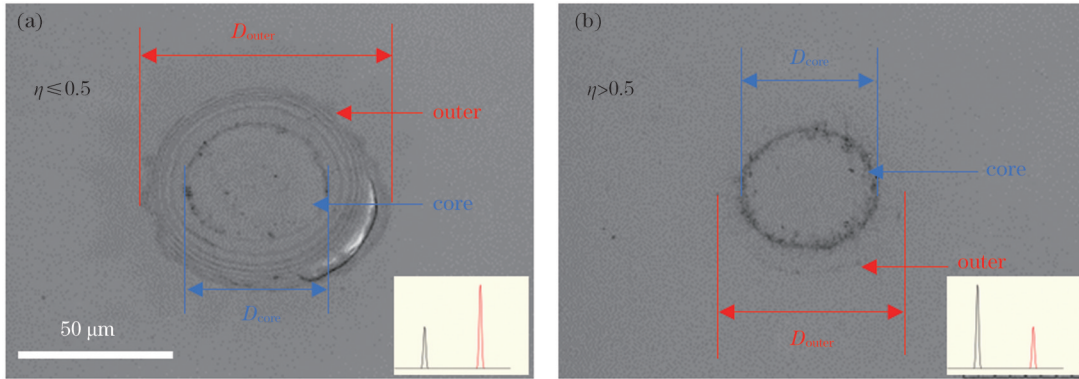 (a)
D_outer
η≤0.5
outer
core
D_core
50 μm
(b)
D_core
η>0.5
core
outer
D_outer